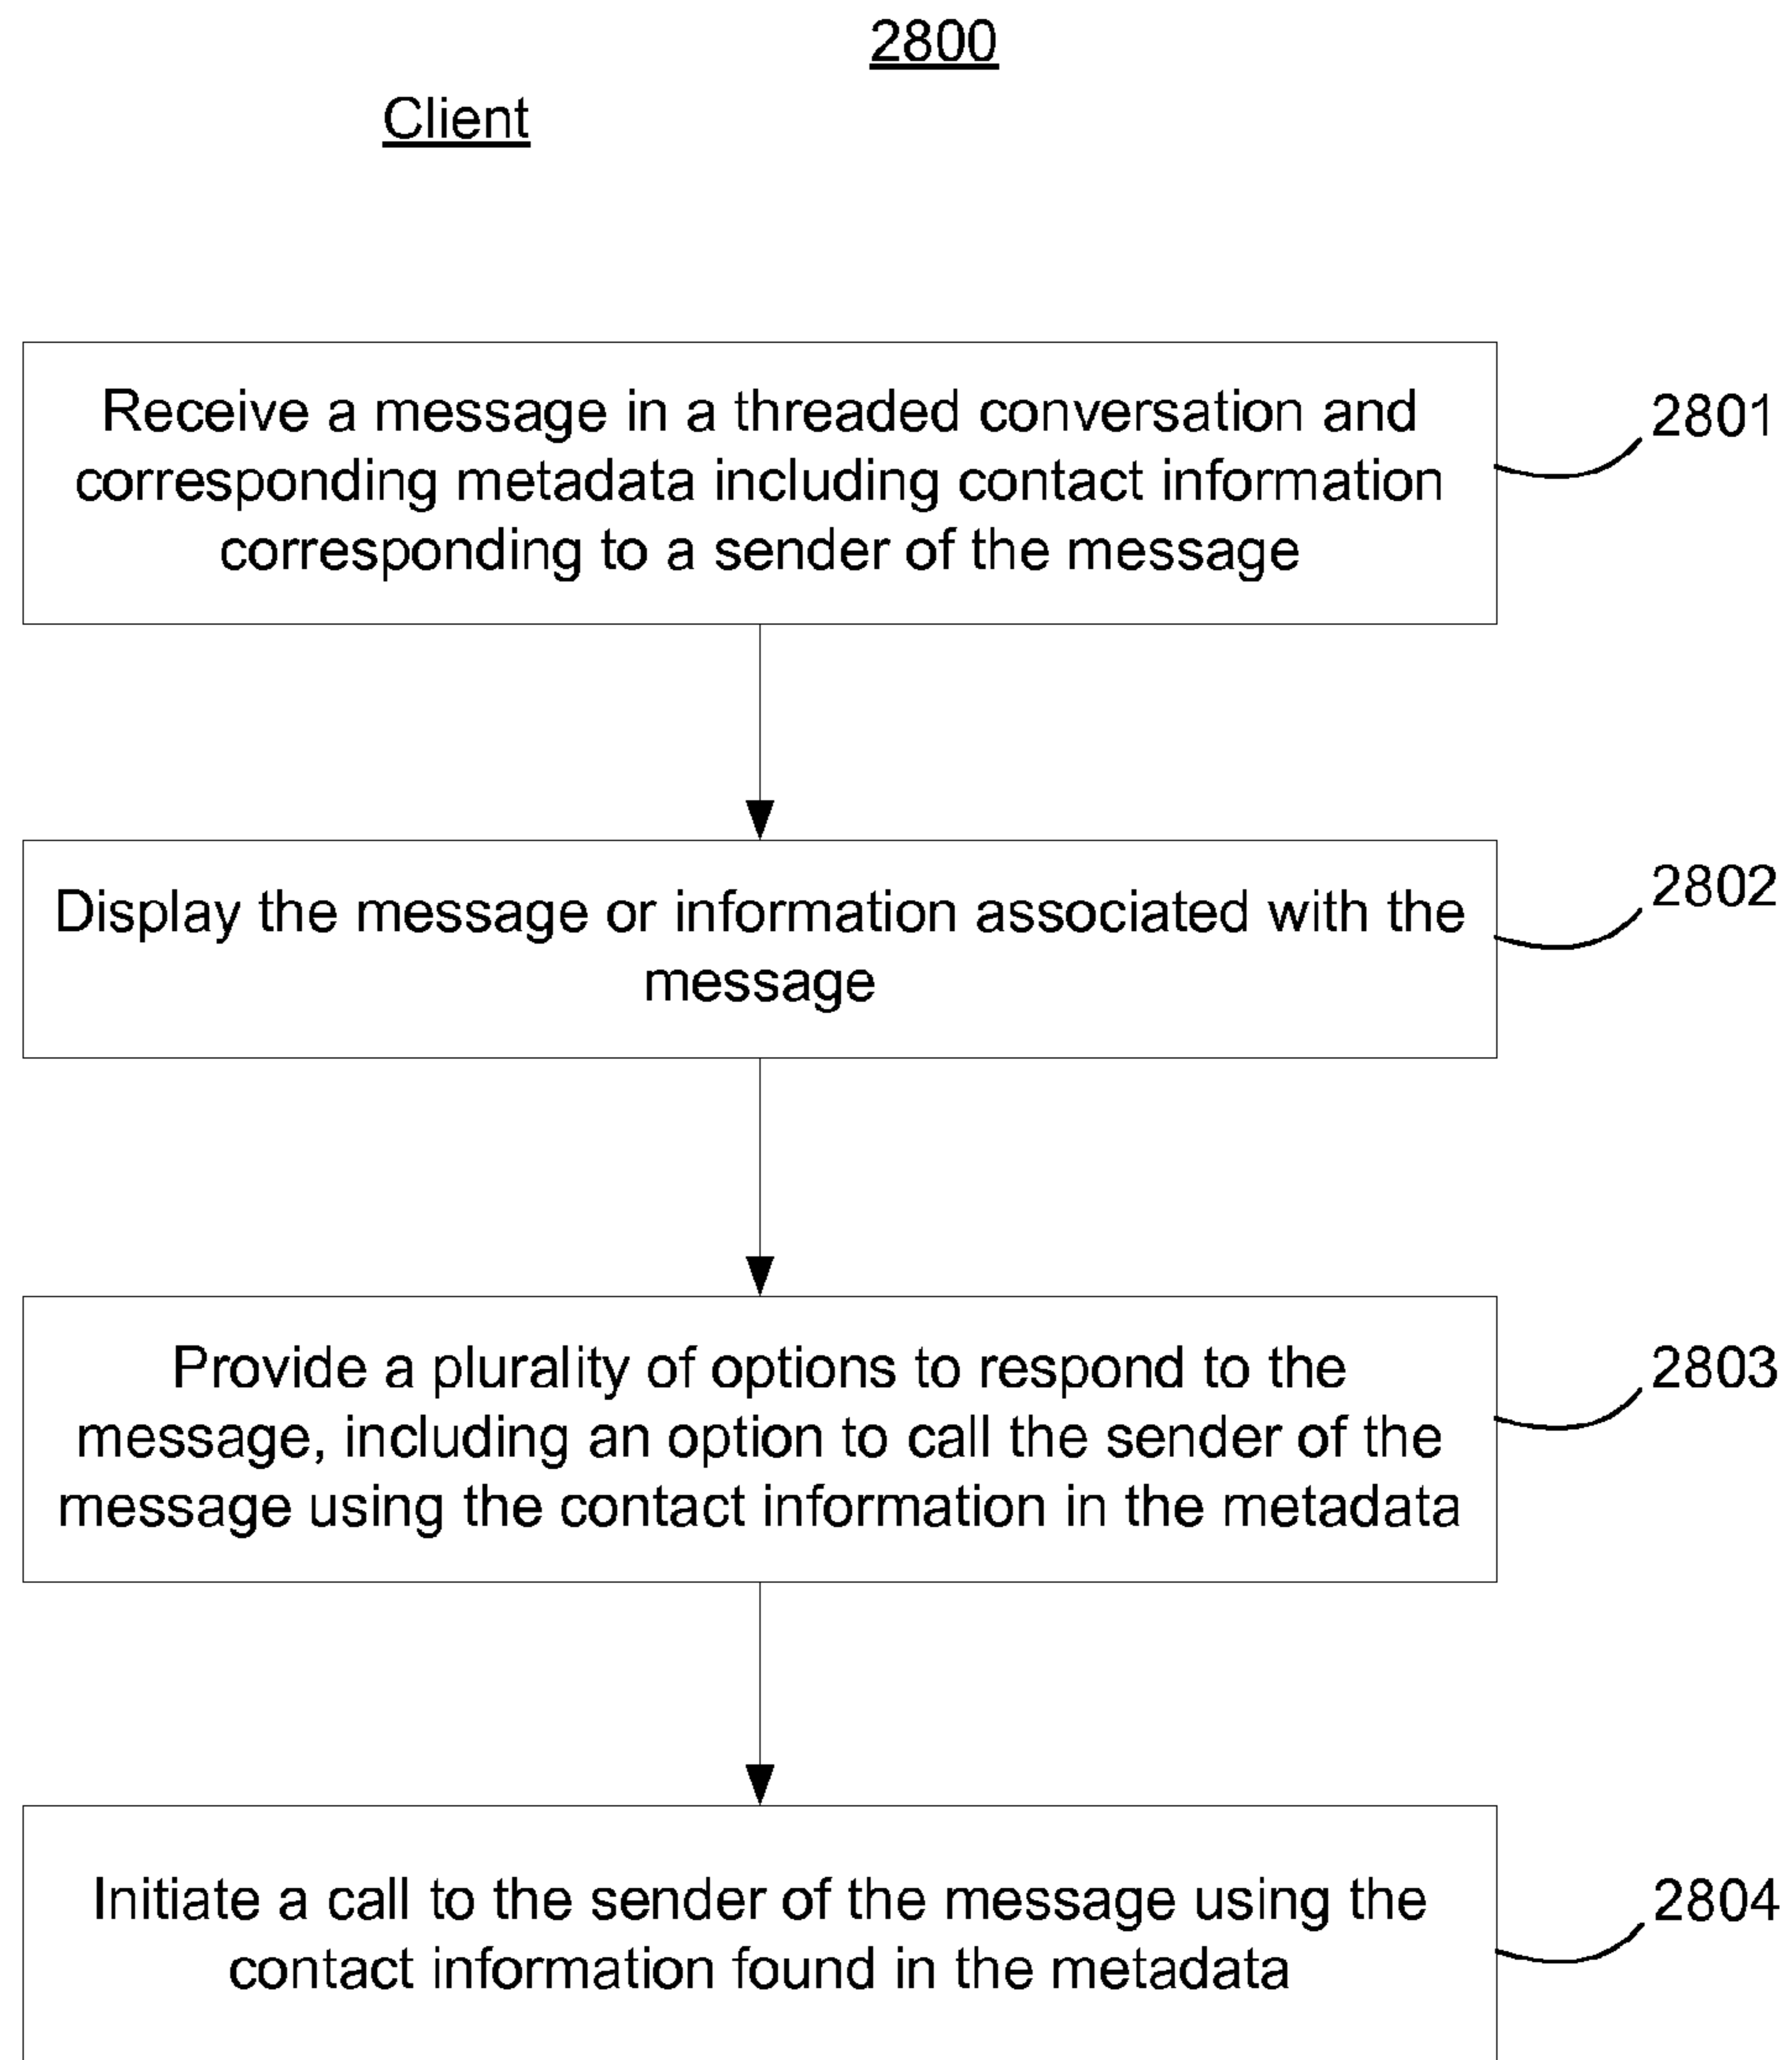 2800
Client
Receive a message in a threaded conversation and
corresponding metadata including contact information
corresponding to a sender of the message
2801
Display the message or information associated with the
message
2802
Provide a plurality of options to respond to the
message, including an option to call the sender of the
message using the contact information in the metadata
2803
Initiate a call to the sender of the message using the
contact information found in the metadata
2804